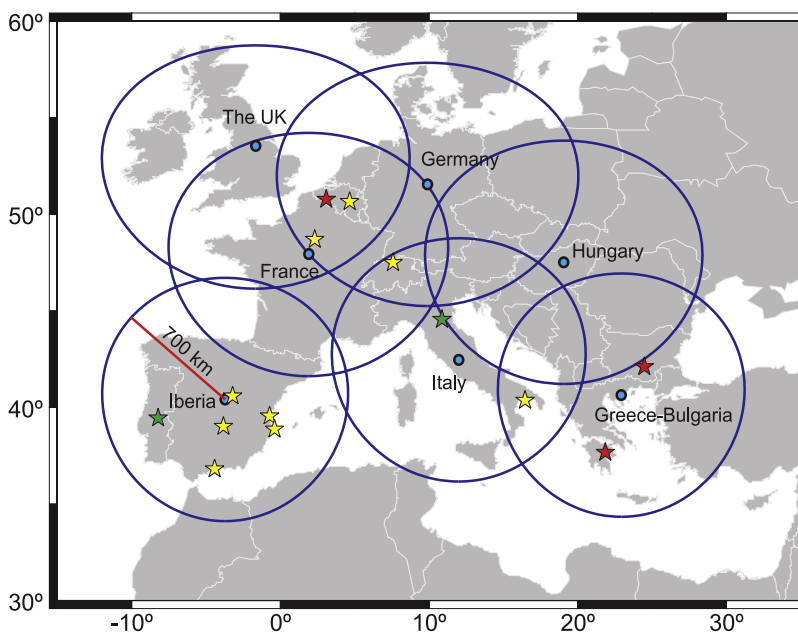 60º
The UK
Germany
50º
France
Hungary
700 km
Iberia
Italy
Greece-Bulgaria
40º
30º
-10º
0º
10º
20º
30º